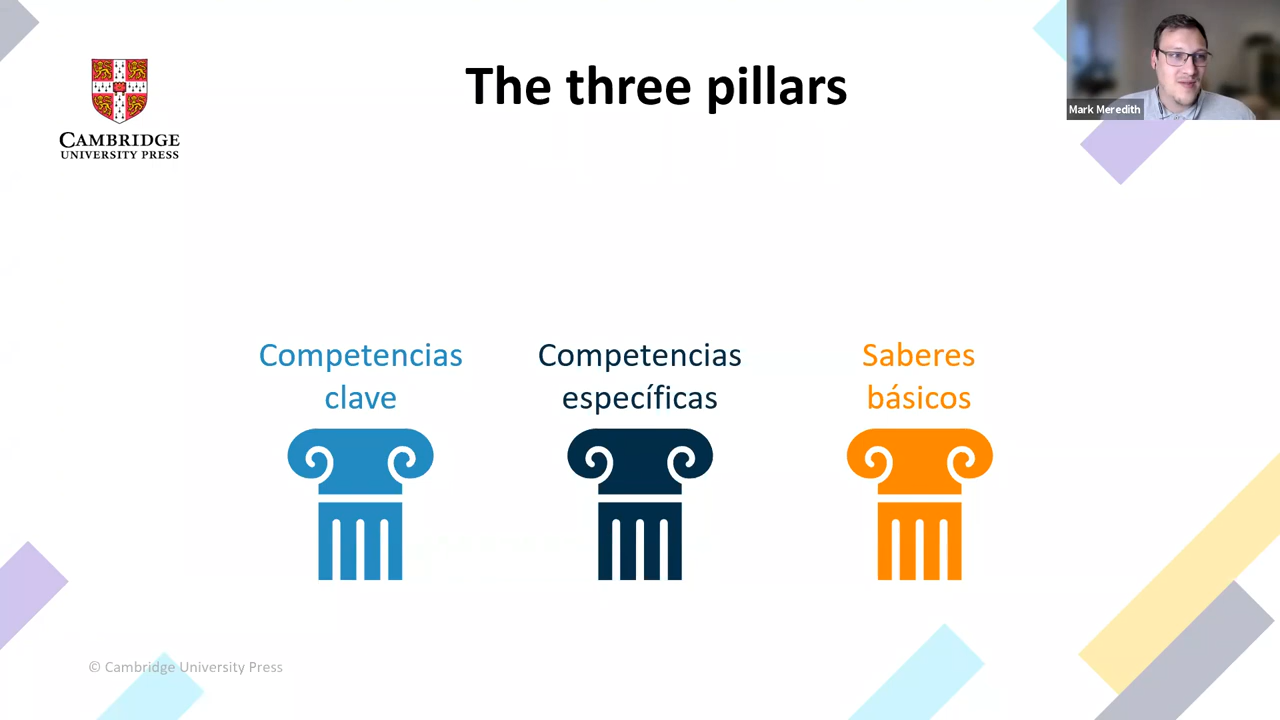 The three pillars
Mark Meredith
CAMBRIDGE
UNIVERSITY PRESS
Competencias
clave
Competencias
específicas
Saberes
básicos
© Cambridge University Press